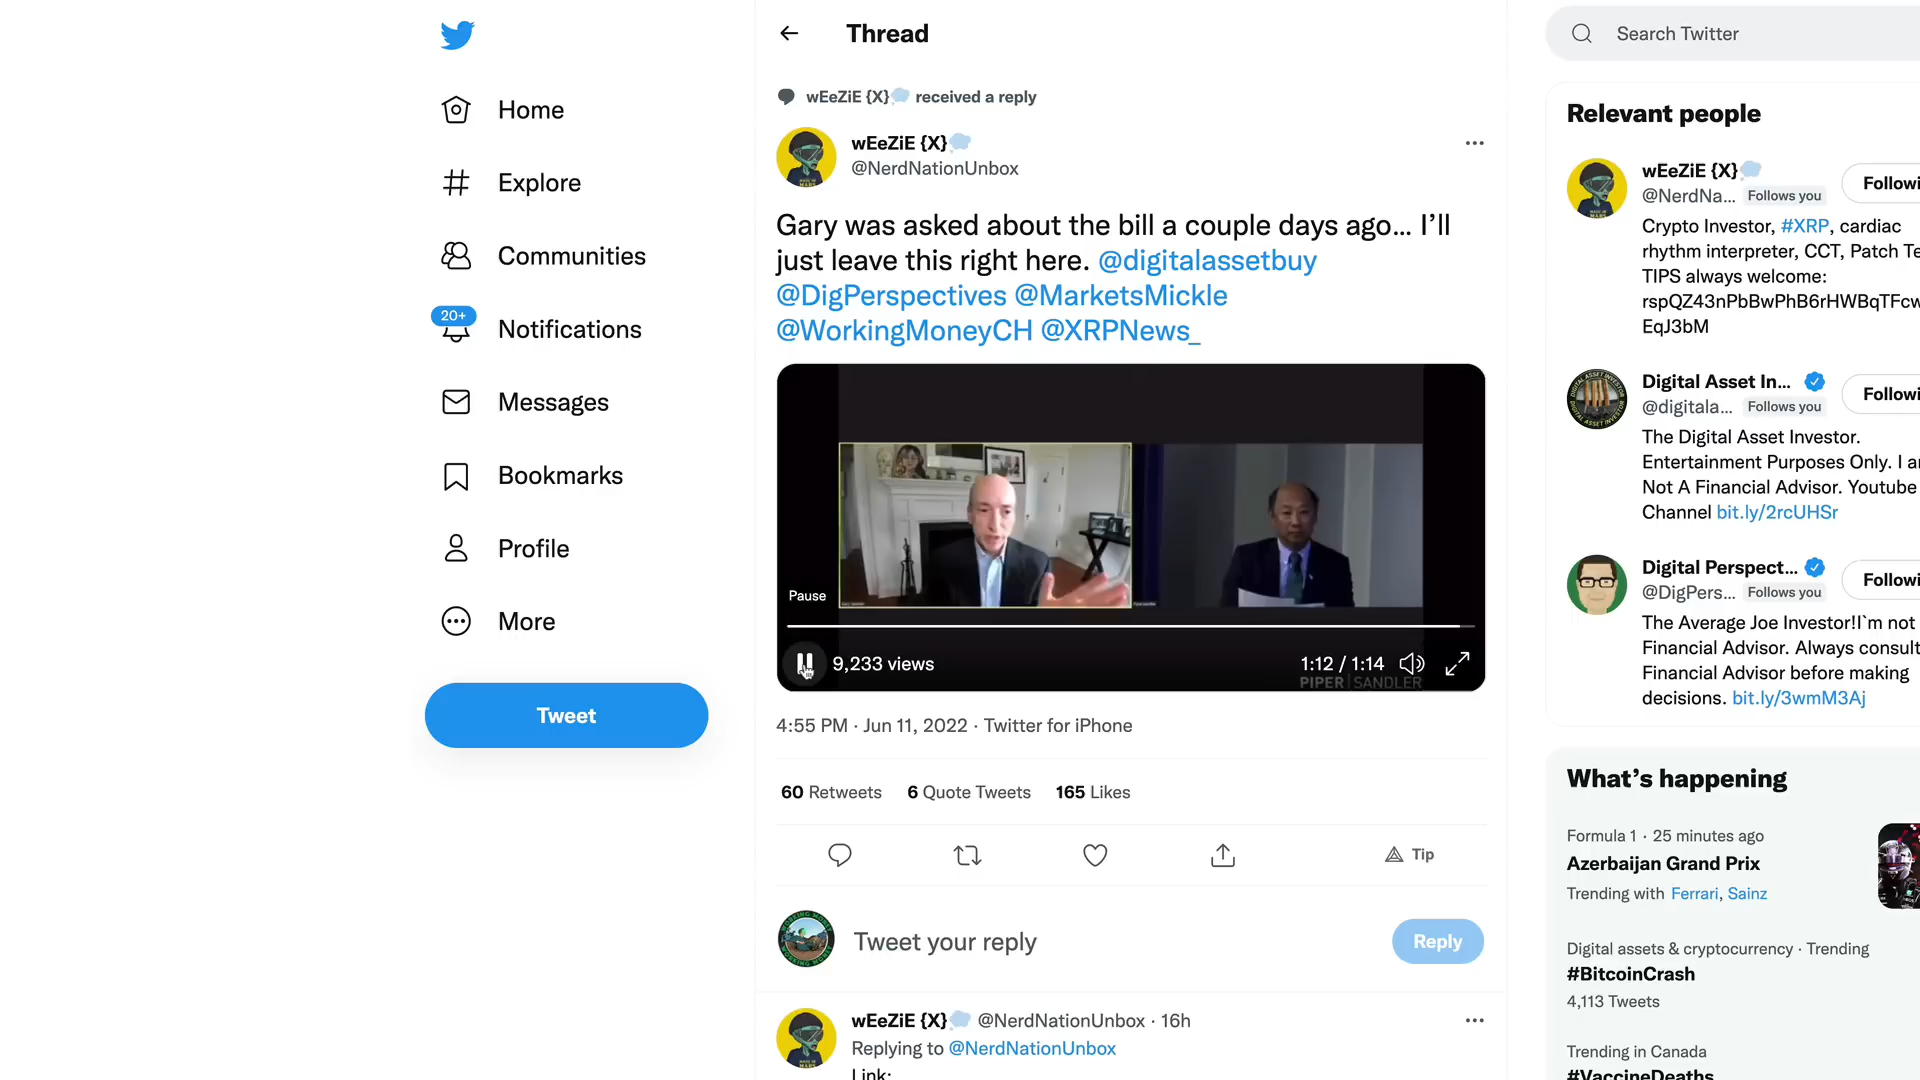 Home
Explore
Communities
20+
Notifications
Messages
Bookmarks
Profile
More
Tweet
Thread
wEeZiE {X} received a reply
wEeZiE {X}
@NerdNationUnbox
Gary was asked about the bill a couple days ago... I'll
just leave this right here. @digitalassetbuy
@DigPerspectives @MarketsMickle
@WorkingMoneyCH @XRPNews_
Pause
9,233 views
1:12 / 1:14
PIPER | SANDLER
4:55 PM · Jun 11, 2022 · Twitter for iPhone
60 Retweets 6 Quote Tweets 165 Likes
Tip
Tweet your reply
Reply
wEeZiE {X} @NerdNationUnbox · 16h
Replying to @NerdNationUnbox
Link:
Search Twitter
Relevant people
wEeZiE {X}
@NerdNa... Follows you
Followi
Crypto Investor, #XRP, cardiac
rhythm interpreter, CCT, Patch Te
TIPS always welcome:
rspQZ43nPbBwPhB6rHWBqTFcw
EqJ3bM
Digital Asset In...
@digitala... Follows you
Followi
The Digital Asset Investor.
Entertainment Purposes Only. I a
Not A Financial Advisor. Youtube
Channel bit.ly/2rcUHSr
Digital Perspect...
@DigPers... Follows you
Followi
The Average Joe Investor!I`m not
Financial Advisor. Always consult
Financial Advisor before making
decisions. bit.ly/3wmM3Aj
What's happening
Formula 1 · 25 minutes ago
Azerbaijan Grand Prix
Trending with Ferrari, Sainz
Digital assets & cryptocurrency · Trending
#BitcoinCrash
4,113 Tweets
Trending in Canada
#VaccineDeaths